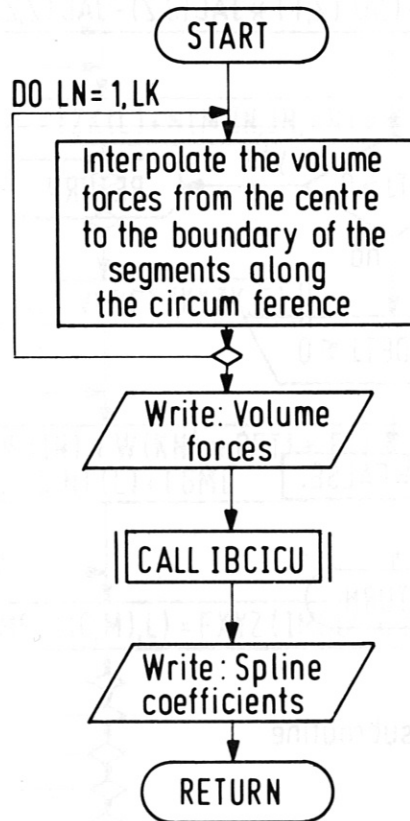 START
DO LN= 1, LK
Interpolate the volume
forces from the centre
to the boundary of the
segments along
the circum ference
Write: Volume
forces
CALL IBCICU
Write: Spline
coefficients
RETURN